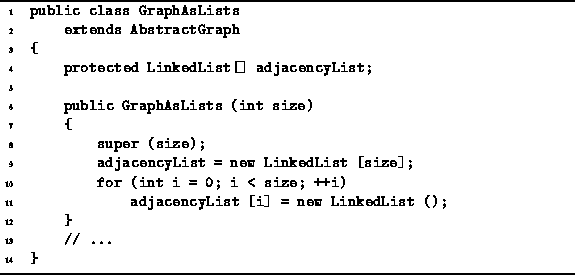 1 public class GraphAsLists
2     extends AbstractGraph
3 {
4     protected LinkedList[] adjacencyList;
5
6     public GraphAsLists (int size)
7     {
8         super (size);
9         adjacencyList = new LinkedList [size];
10         for (int i = 0; i < size; ++i)
11             adjacencyList [i] = new LinkedList ();
12     }
13     // ...
14 }